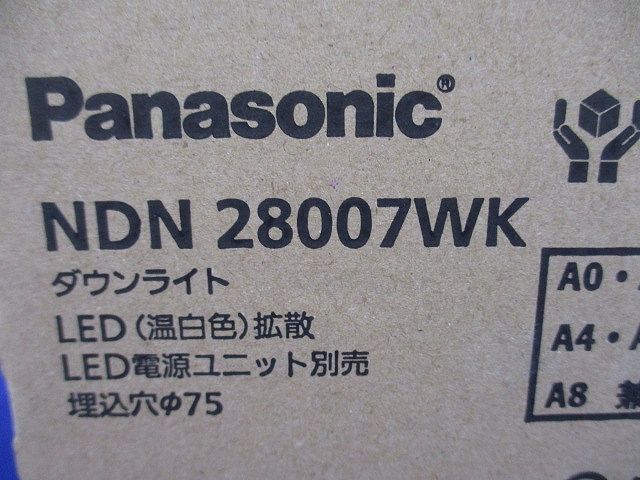 Panasonic®
NDN 28007WK
ダウンライト
LED（温白色）拡散
LED電源ユニット別売
埋込穴φ75
A0・
A4・
A8 兼